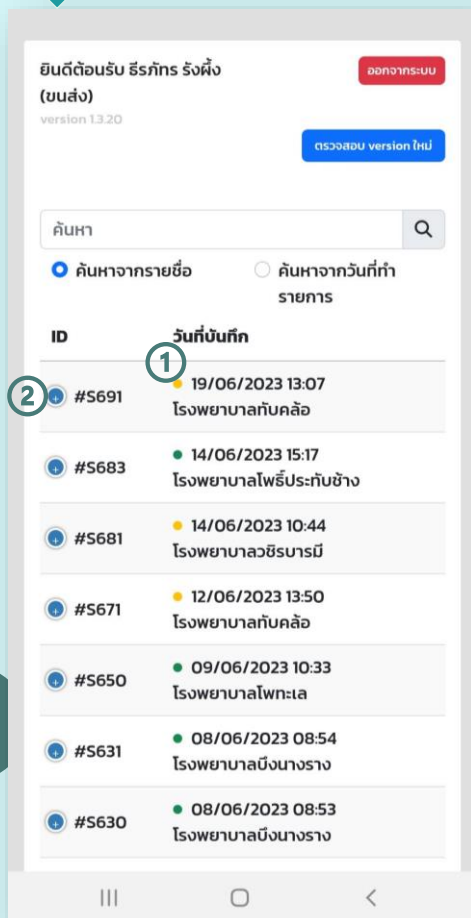 ยินดีต้อนรับ ธีรภัทร รังผึ้ง
(ขนส่ง)
ออกจากระบบ
version 1.3.20
ตรวจสอบ version ใหม่
ค้นหา
ค้นหาจากรายชื่อ
ค้นหาจากวันที่ทำ
รายการ
ID วันที่บันทึก
1
2 #S691 19/06/2023 13:07
โรงพยาบาลทับคล้อ
#S683 14/06/2023 15:17
โรงพยาบาลโพธิ์ประทับช้าง
#S681 14/06/2023 10:44
โรงพยาบาลวชิรบารมี
#S671 12/06/2023 13:50
โรงพยาบาลทับคล้อ
#S650 09/06/2023 10:33
โรงพยาบาลโพทะเล
#S631 08/06/2023 08:54
โรงพยาบาลบึงนางราง
#S630 08/06/2023 08:53
โรงพยาบาลบึงนางราง